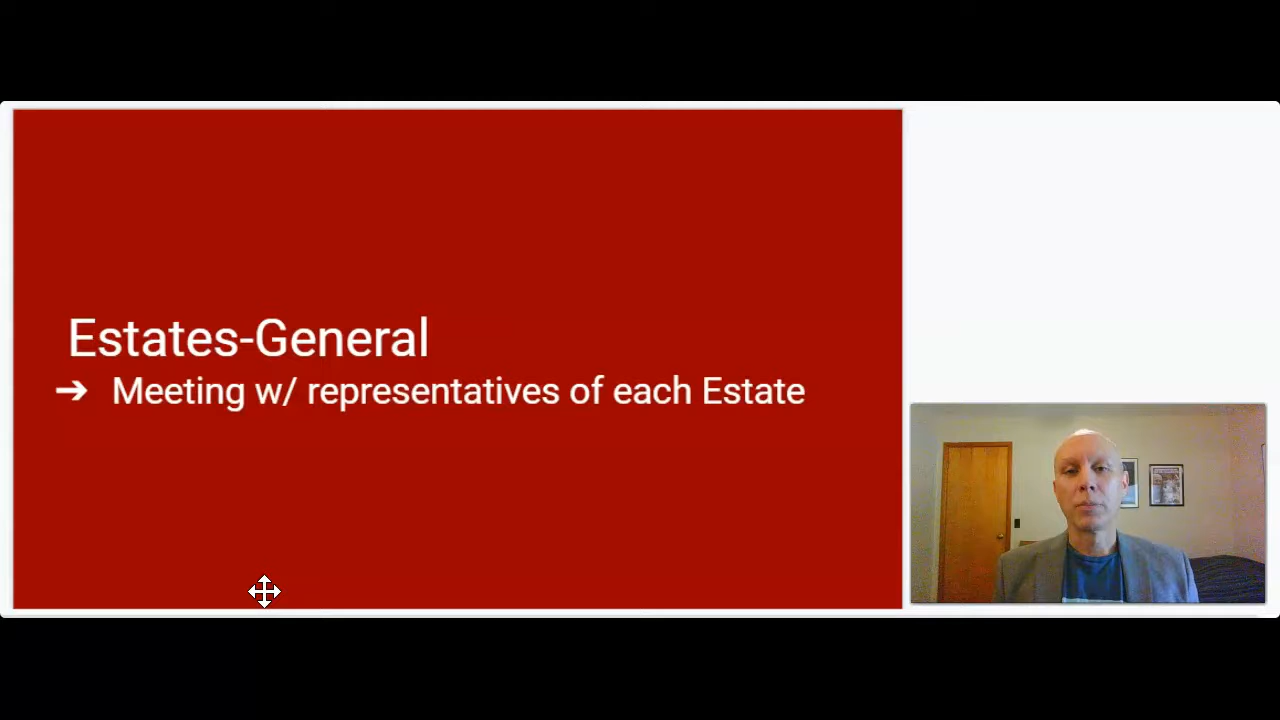 Estates-General
➔ Meeting w/ representatives of each Estate